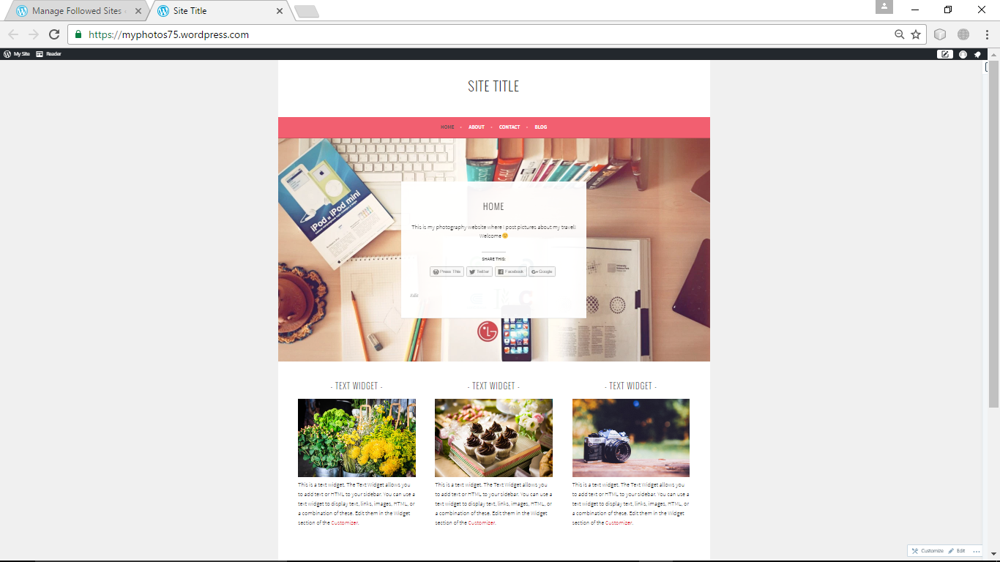 Manage Followed Sites
Site Title
https://myphotos75.wordpress.com
My Site
Reader
SITE TITLE
HOME
ABOUT
CONTACT
BLOG
iPod и iPod mini
HOME
This is my photography website where I post pictures about my travel!
Welcome🙂
SHARE THIS:
Press This
Twitter
Facebook
Google
Edit
LG
- TEXT WIDGET -
This is a text widget. The Text Widget allows you
to add text or HTML to your sidebar. You can use a
text widget to display text, links, images, HTML, or
a combination of these. Edit them in the Widget
section of the Customizer.
- TEXT WIDGET -
This is a text widget. The Text Widget allows you
to add text or HTML to your sidebar. You can use a
text widget to display text, links, images, HTML, or
a combination of these. Edit them in the Widget
section of the Customizer.
- TEXT WIDGET -
This is a text widget. The Text Widget allows you
to add text or HTML to your sidebar. You can use a
text widget to display text, links, images, HTML, or
a combination of these. Edit them in the Widget
section of the Customizer.
Customize
Edit